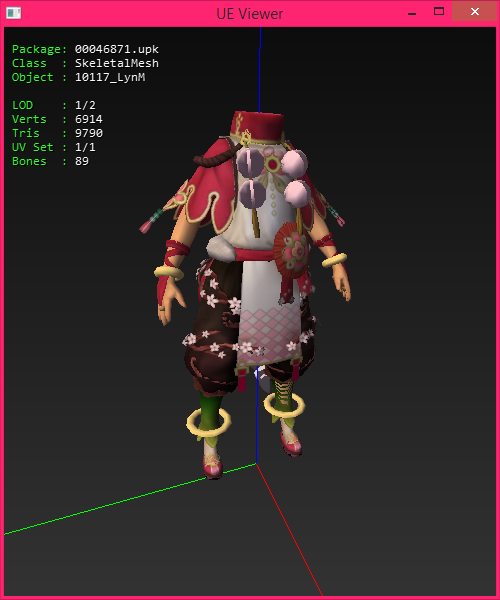 UE Viewer
Package: 00046871.upk
Class : SkeletalMesh
Object : 10117_LynM
LOD : 1/2
Verts : 6914
Tris : 9790
UV Set : 1/1
Bones : 89